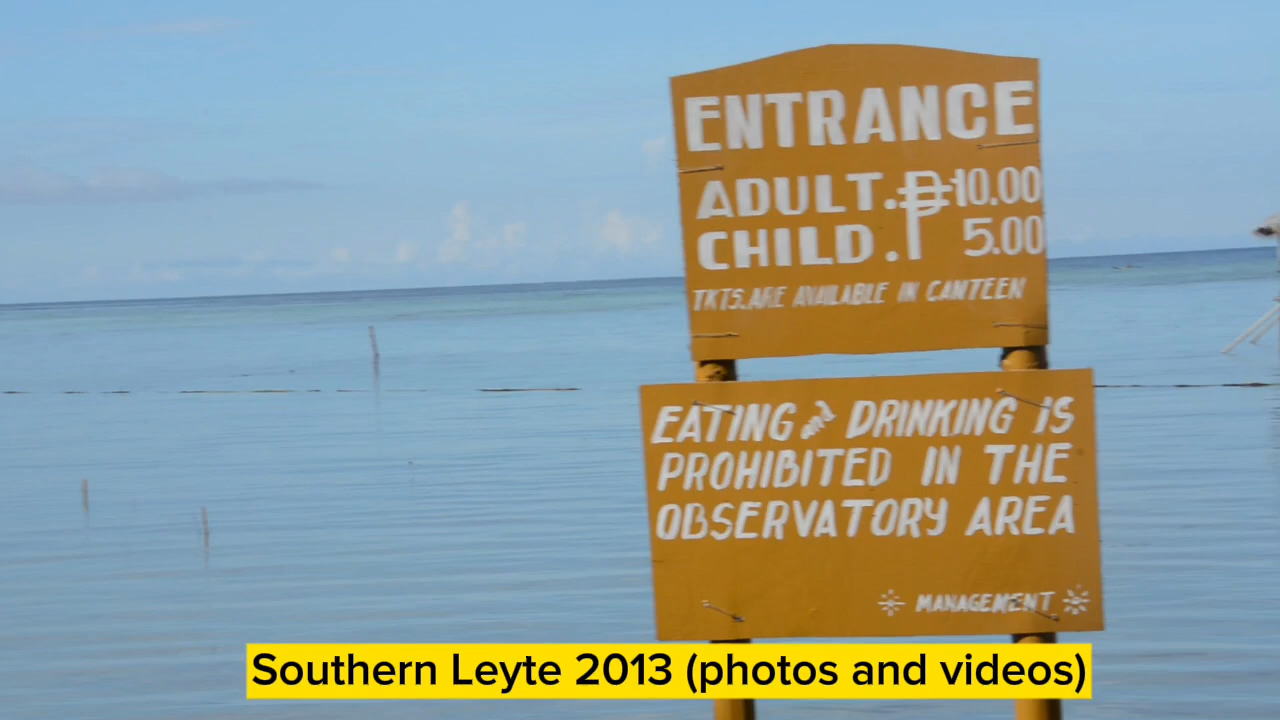 ENTRANCE
ADULT.₱10.00
CHILD. 5.00
TKTS.ARE AVAILABLE IN CANTEEN
EATING and DRINKING IS
PROHIBITED IN THE
OBSERVATORY AREA
MANAGEMENT
Southern Leyte 2013 (photos and videos)